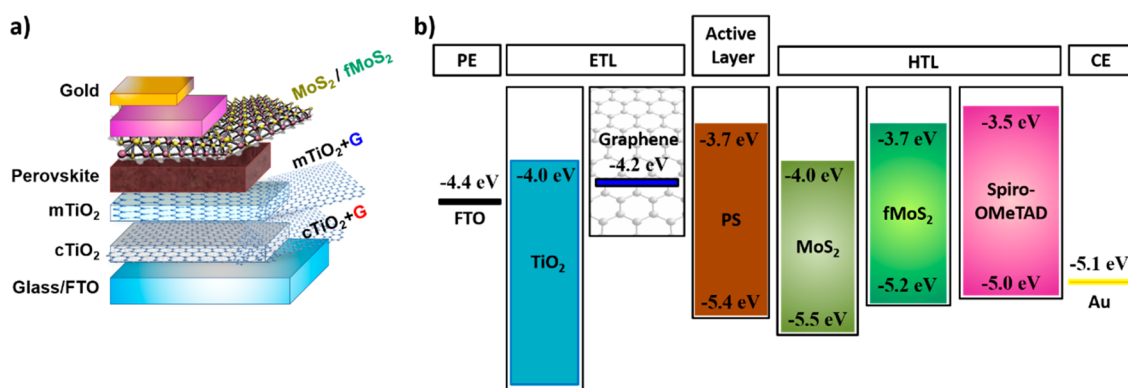 a)
Gold
MoS₂ / fMoS₂
Perovskite
mTiO₂+G
mTiO₂
cTiO₂+G
cTiO₂
Glass/FTO
b)
PE
ETL
Active
Layer
HTL
CE
-4.4 eV
FTO
-4.0 eV
TiO₂
Graphene
-4.2 eV
-3.7 eV
PS
-5.4 eV
-4.0 eV
MoS₂
-5.5 eV
-3.7 eV
fMoS₂
-5.2 eV
-3.5 eV
Spiro-
OMeTAD
-5.0 eV
-5.1 eV
Au